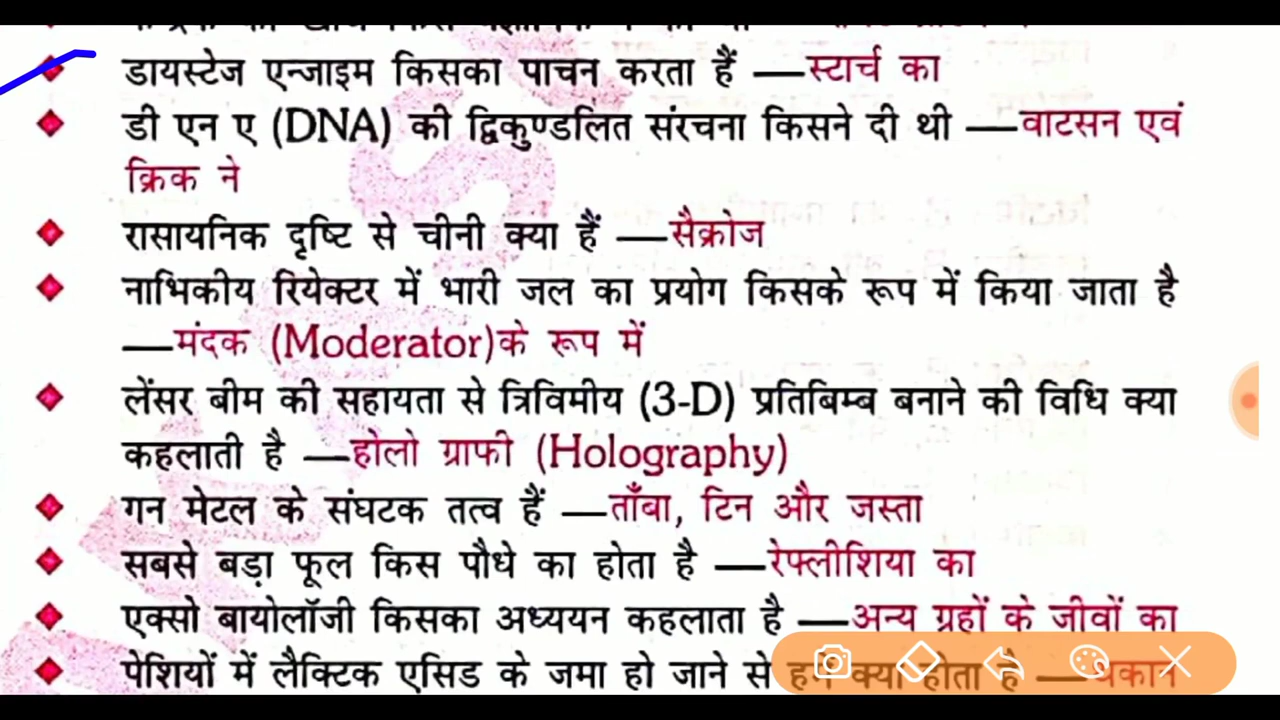 डायस्टेज एन्जाइम किसका पाचन करता हैं —स्टार्च का
डी एन ए (DNA) की द्विकुण्डलित संरचना किसने दी थी —वाटसन एवं
क्रिक ने
रासायनिक दृष्टि से चीनी क्या हैं —सैक्रोज
नाभिकीय रियेक्टर में भारी जल का प्रयोग किसके रूप में किया जाता है
—मंदक (Moderator)के रूप में
लेंसर बीम की सहायता से त्रिविमीय (3-D) प्रतिबिम्ब बनाने की विधि क्या
कहलाती है —होलो ग्राफी (Holography)
गन मेटल के संघटक तत्व हैं —ताँबा, टिन और जस्ता
सबसे बड़ा फूल किस पौधे का होता है —रेफ्लीशिया का
एक्सो बायोलॉजी किसका अध्ययन कहलाता है —अन्य ग्रहों के जीवों का
पेशियों में लैक्टिक एसिड के जमा हो जाने से हमें क्या होता है —थकान